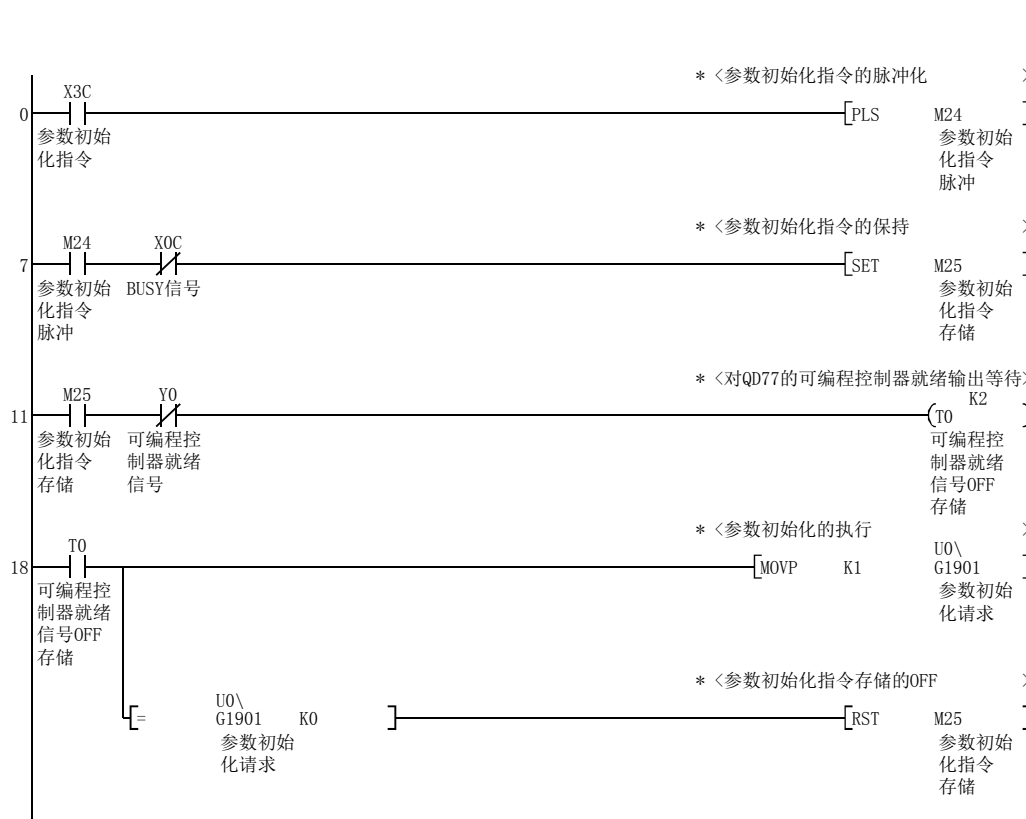 * <参数初始化指令的脉冲化 >
X3C
0 PLS M24
参数初始 参数初始
化指令 化指令
脉冲
* <参数初始化指令的保持 >
M24 X0C
7 SET M25
参数初始 BUSY信号 参数初始
化指令 化指令
脉冲 存储
* <对QD77的可编程控制器就绪输出等待>
M25 Y0 K2
11 T0
参数初始 可编程控 可编程控
化指令 制器就绪 制器就绪
存储 信号 信号OFF
存储
* <参数初始化的执行 >
T0 U0\
18 MOVP K1 G1901
可编程控 参数初始
制器就绪 化请求
信号OFF
存储
* <参数初始化指令存储的OFF >
U0\
= G1901 K0 RST M25
参数初始 参数初始
化请求 化指令
存储